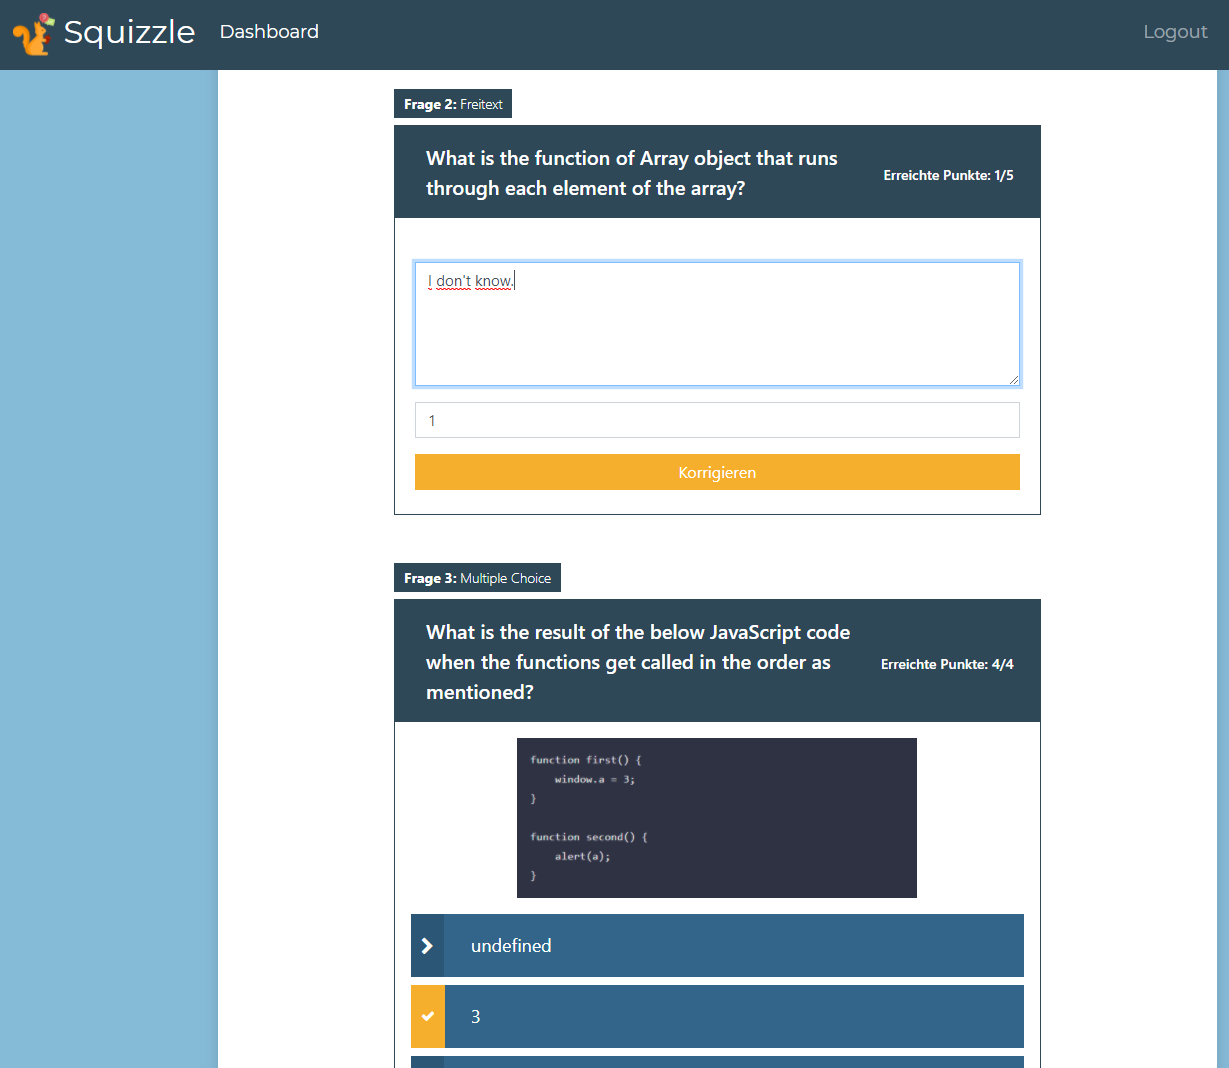 Squizzle Dashboard Logout
Frage 2: Freitext
What is the function of Array object that runs
through each element of the array?
Erreichte Punkte: 1/5
I don't know.
1
Korrigieren
Frage 3: Multiple Choice
What is the result of the below JavaScript code
when the functions get called in the order as
mentioned?
Erreichte Punkte: 4/4
function first() {
    window.a = 3;
}
function second() {
    alert(a);
}
undefined
3